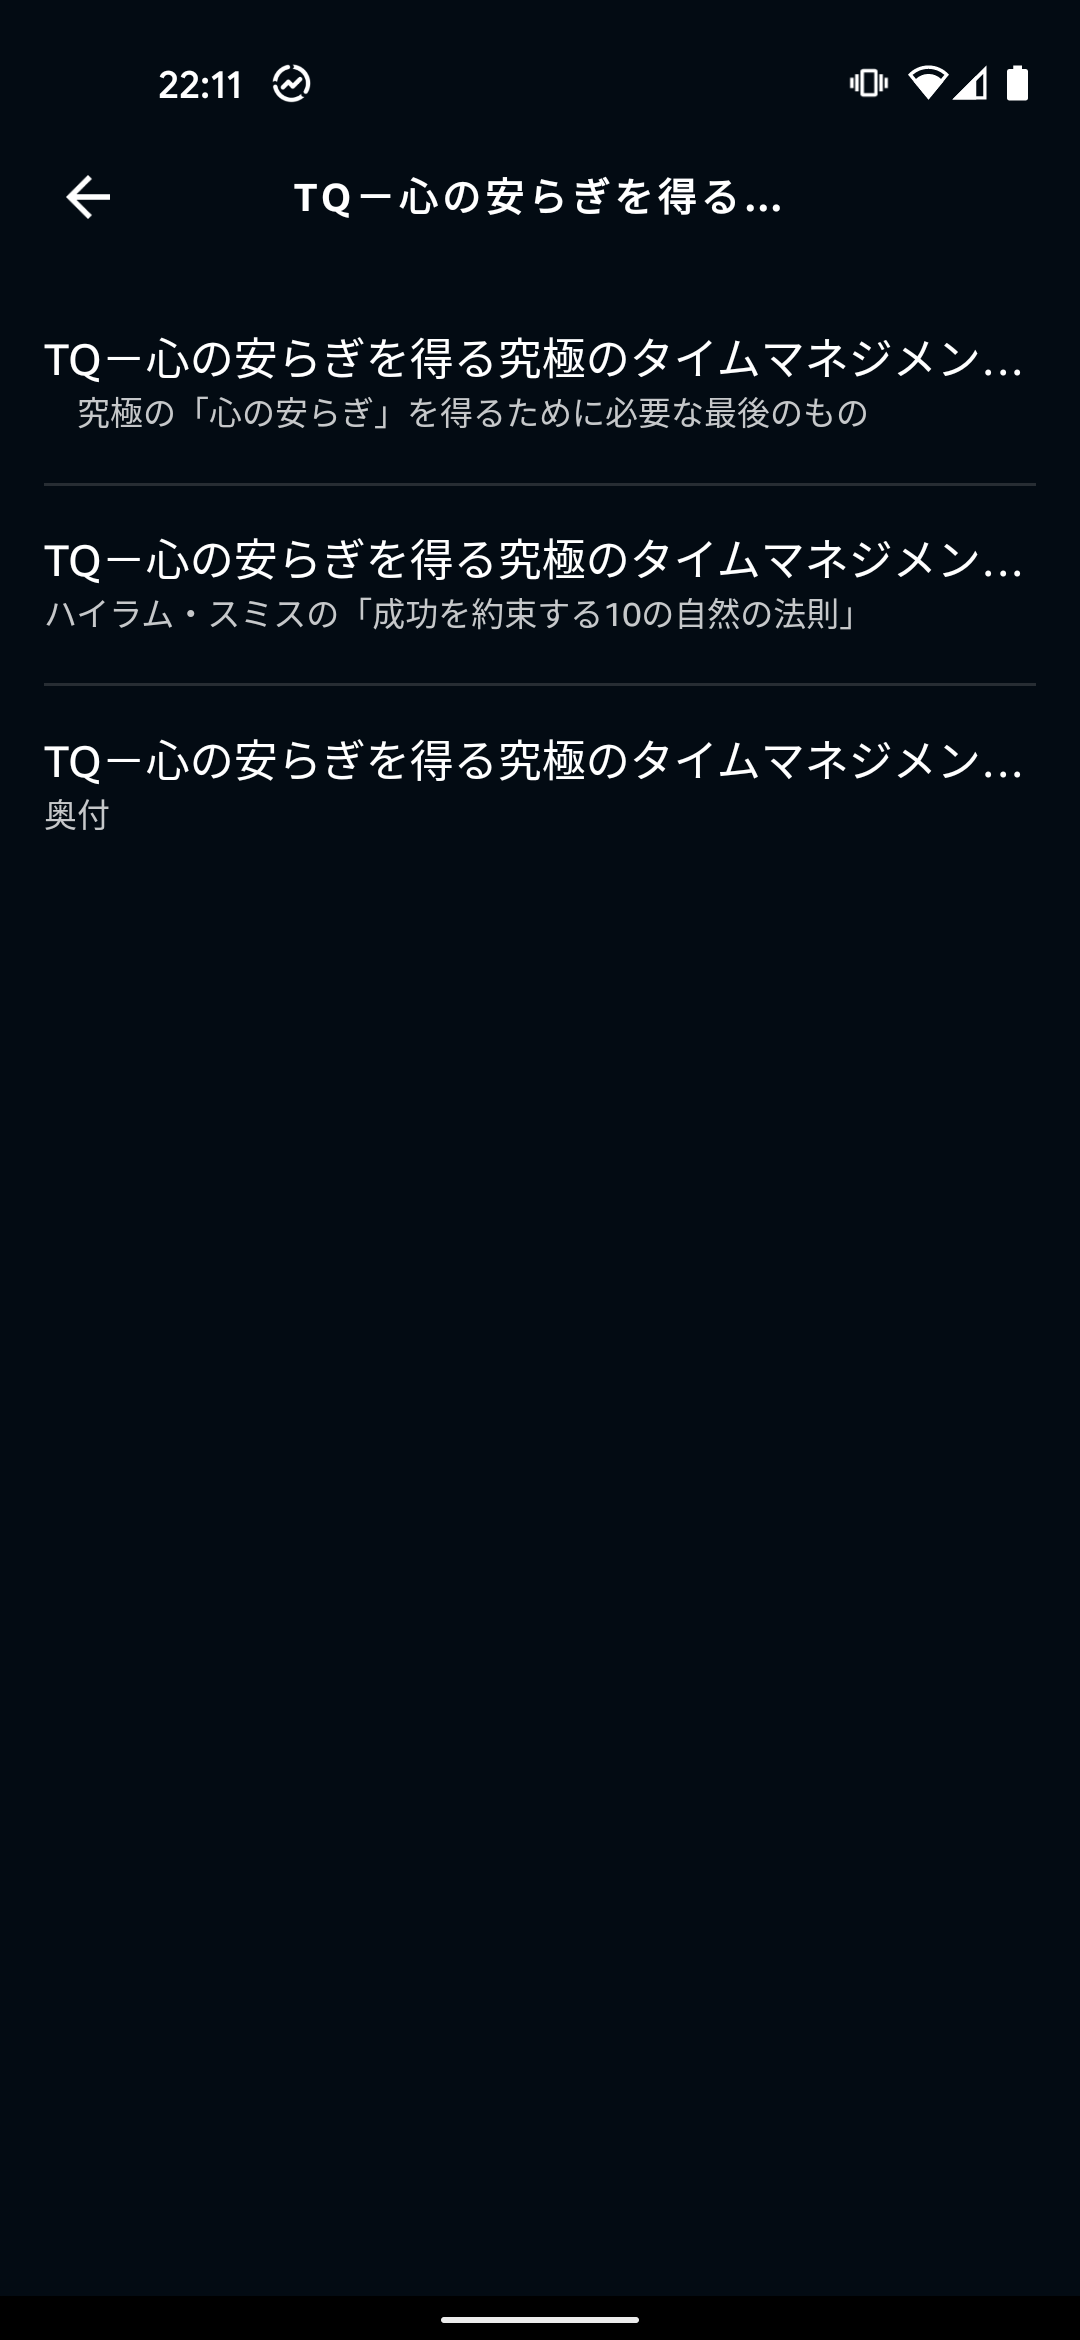 22:11
TQ－心の安らぎを得る...
TQ－心の安らぎを得る究極のタイムマネジメン...
究極の「心の安らぎ」を得るために必要な最後のもの
TQ－心の安らぎを得る究極のタイムマネジメン...
ハイラム・スミスの「成功を約束する10の自然の法則」
TQ－心の安らぎを得る究極のタイムマネジメン...
奥付